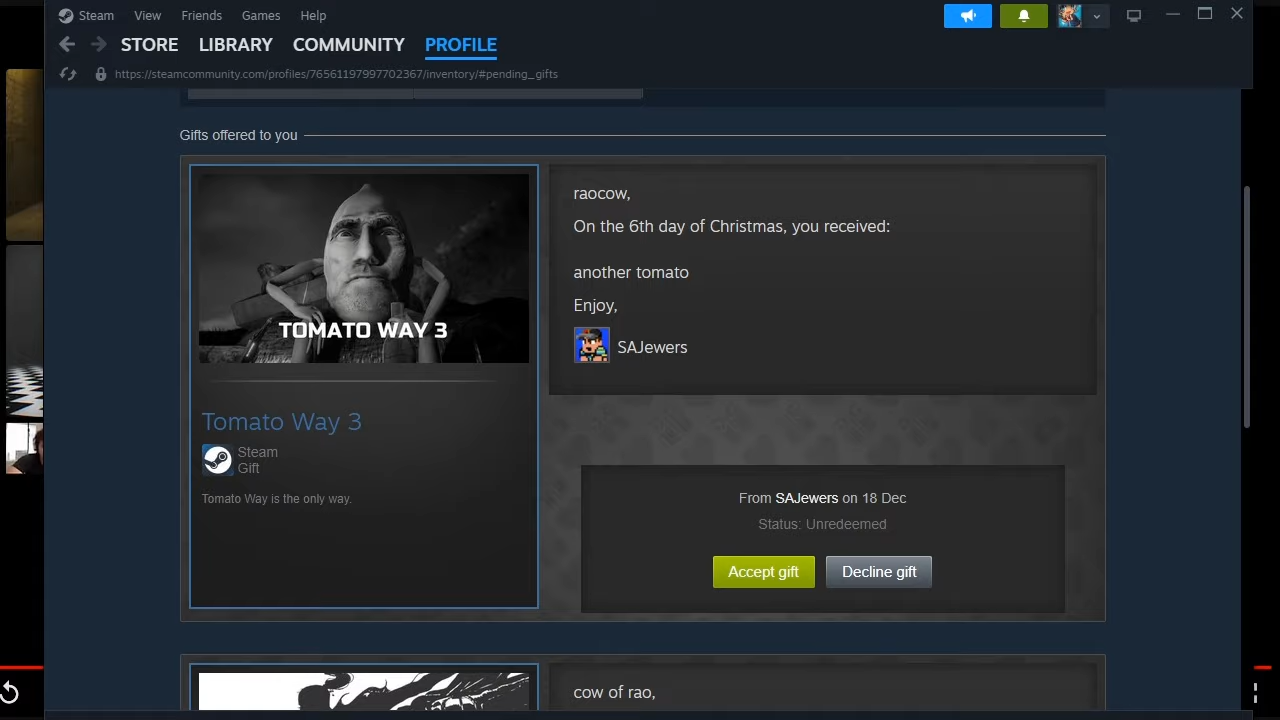 Steam View Friends Games Help
STORE LIBRARY COMMUNITY PROFILE
https://steamcommunity.com/profiles/76561197997702367/inventory/#pending_gifts
Gifts offered to you
TOMATO WAY 3
Tomato Way 3
Steam
Gift
Tomato Way is the only way.
raocow,
On the 6th day of Christmas, you received:
another tomato
Enjoy,
SAJewers
From SAJewers on 18 Dec
Status: Unredeemed
Accept gift Decline gift
cow of rao,